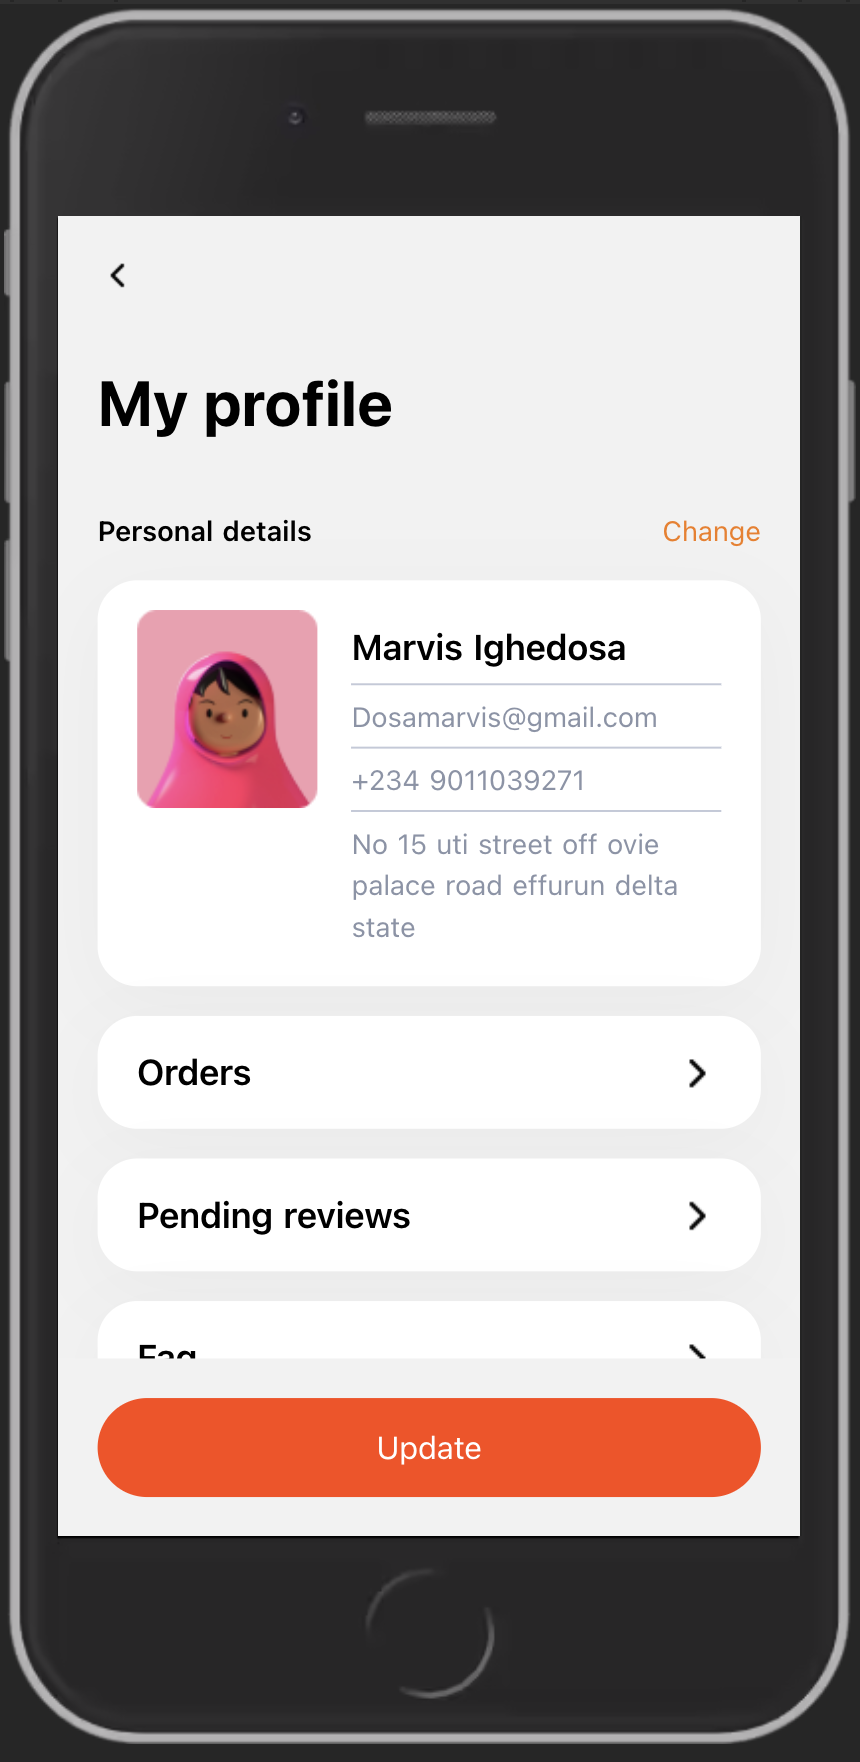 My profile
Personal details
Change
Marvis Ighedosa
Dosamarvis@gmail.com
+234 9011039271
No 15 uti street off ovie
palace road effurun delta
state
Orders
Pending reviews
Faq
Update